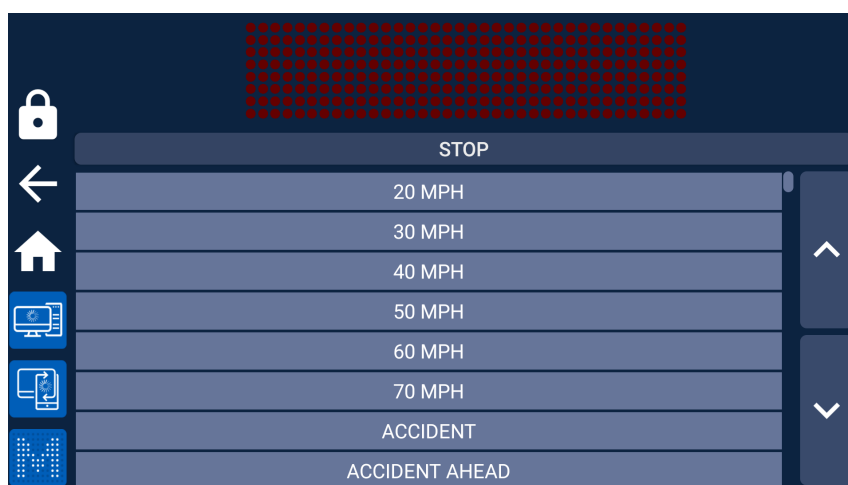 STOP
20 MPH
30 MPH
40 MPH
50 MPH
60 MPH
70 MPH
ACCIDENT
ACCIDENT AHEAD
M